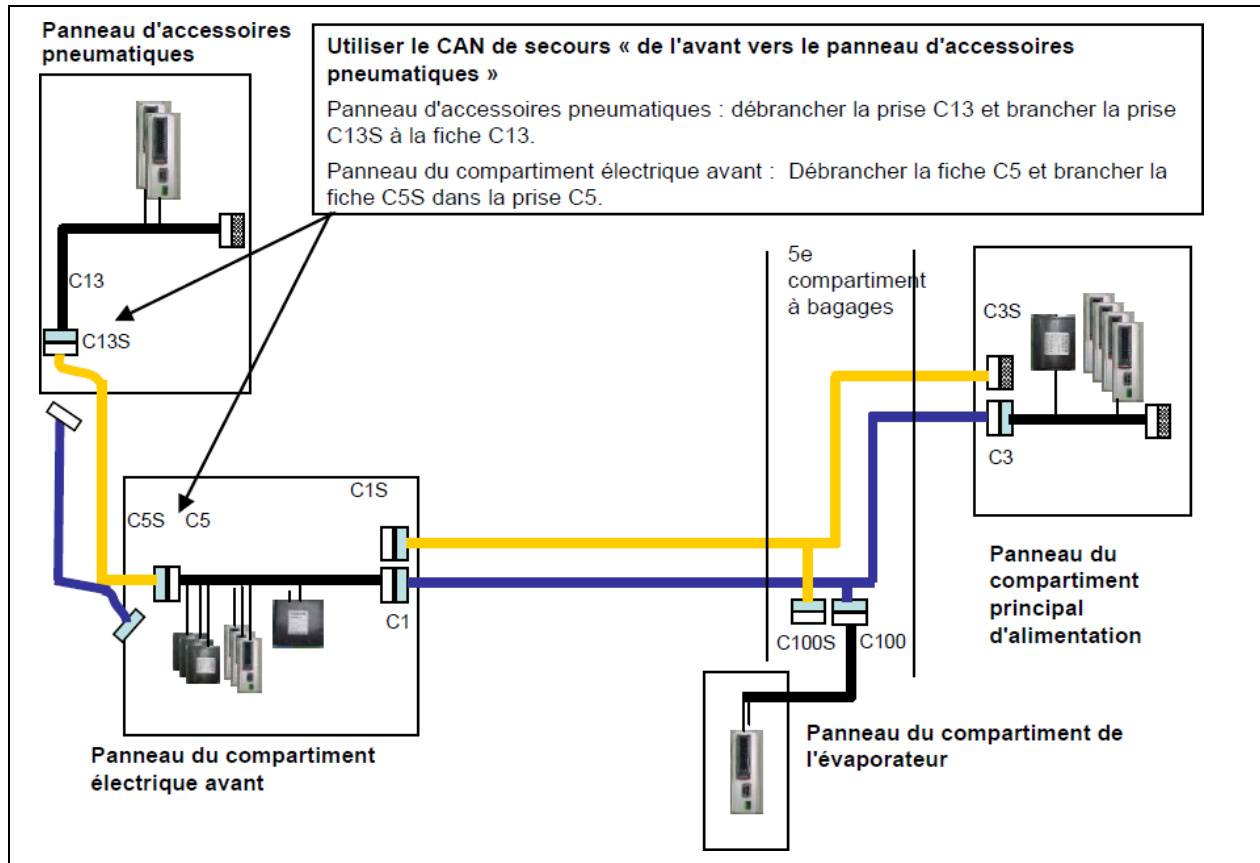 Panneau d'accessoires
pneumatiques
Utiliser le CAN de secours « de l'avant vers le panneau d'accessoires
pneumatiques »
Panneau d'accessoires pneumatiques : débrancher la prise C13 et brancher la prise
C13S à la fiche C13.
Panneau du compartiment électrique avant : Débrancher la fiche C5 et brancher la
fiche C5S dans la prise C5.
C13
C13S
5e
compartiment
à bagages
C3S
C3
C1S
C5S C5
C1
C100S C100
Panneau du
compartiment
principal
d'alimentation
Panneau du compartiment de
l'évaporateur
Panneau du compartiment
électrique avant